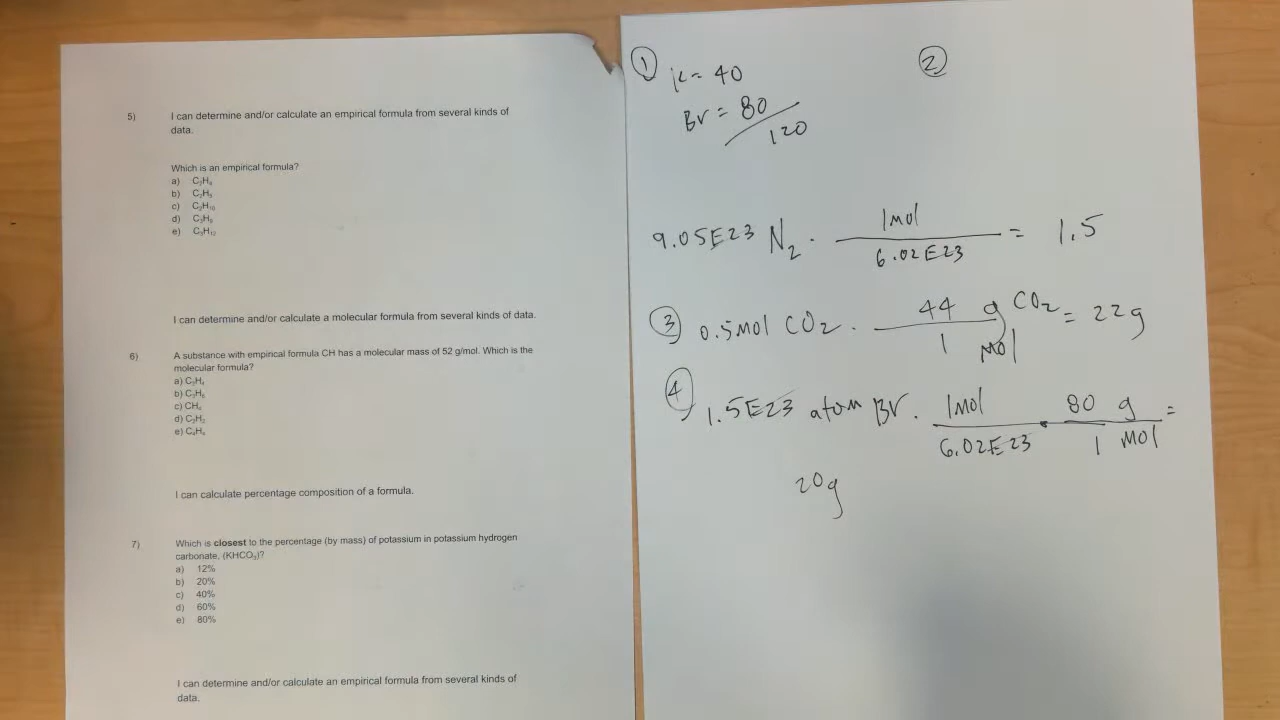 5) I can determine and/or calculate an empirical formula from several kinds of
data.
Which is an empirical formula?
a)
b)
c)
d)
e)
I can determine and/or calculate a molecular formula from several kinds of data.
6) A substance with empirical formula CH has a molecular mass of 52 g/mol. Which is the
molecular formula?
a)
b)
c) CH₄
d) C₂H₂
e) C₄H₄
I can calculate percentage composition of a formula.
7) Which is closest to the percentage (by mass) of potassium in potassium hydrogen
carbonate, (KHCO₃)?
a) 12%
b) 20%
c) 40%
d) 60%
e) 80%
I can determine and/or calculate an empirical formula from several kinds of
data.
① K = 40
Br = 80
120
②
9.05E23 N₂ · 1mol / 6.02E23 = 1.5
③ 0.5mol CO₂ · 44 g CO₂ / 1 mol = 22g
④ 1.5E23 atom Br · 1mol / 6.02E23 · 80 g / 1 mol =
20g